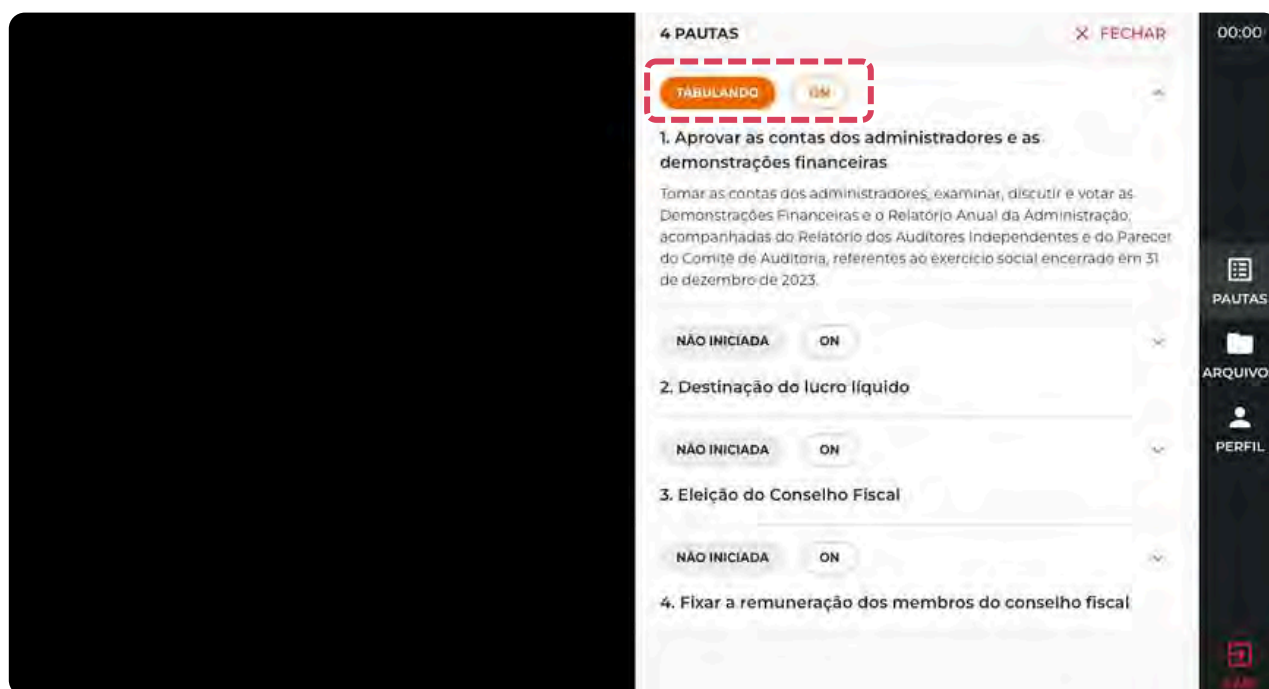 4 PAUTAS
FECHAR
00:00
TABULANDO ON
1. Aprovar as contas dos administradores e as
demonstrações financeiras
Tomar as contas dos administradores, examinar, discutir e votar as
Demonstrações Financeiras e o Relatório Anual da Administração,
acompanhadas do Relatório dos Auditores Independentes e do Parecer
do Comitê de Auditoria, referentes ao exercício social encerrado em 31
de dezembro de 2023.
NÃO INICIADA ON
2. Destinação do lucro líquido
NÃO INICIADA ON
3. Eleição do Conselho Fiscal
NÃO INICIADA ON
4. Fixar a remuneração dos membros do conselho fiscal
PAUTAS
ARQUIVO
PERFIL